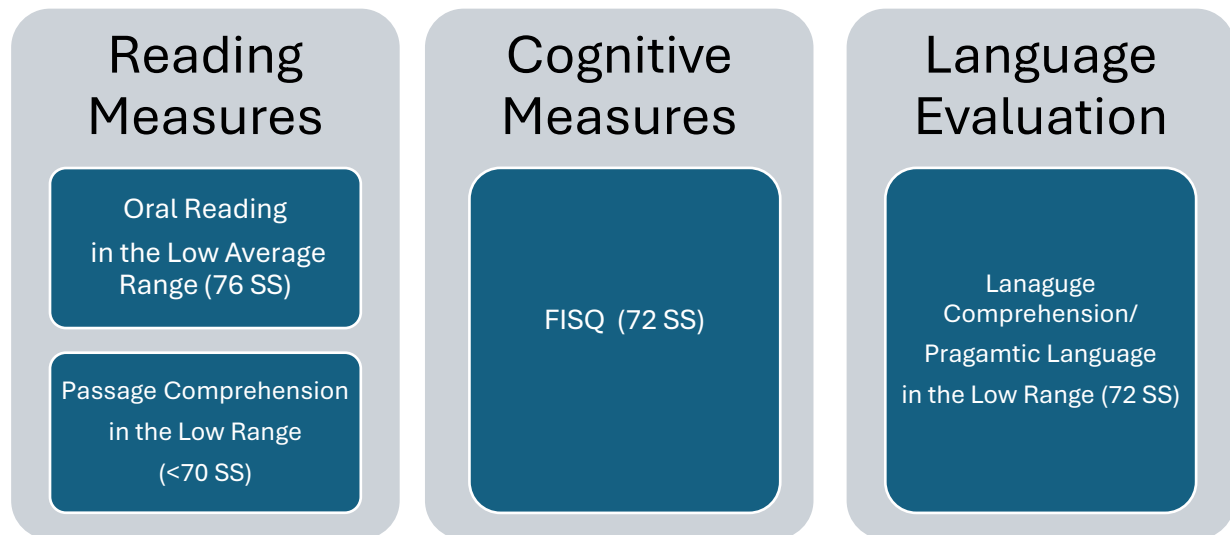 Reading
Measures
Oral Reading
in the Low Average
Range (76 SS)
Passage Comprehension
in the Low Range
(<70 SS)
Cognitive
Measures
FISQ (72 SS)
Language
Evaluation
Lanaguge
Comprehension/
Pragamtic Language
in the Low Range (72 SS)